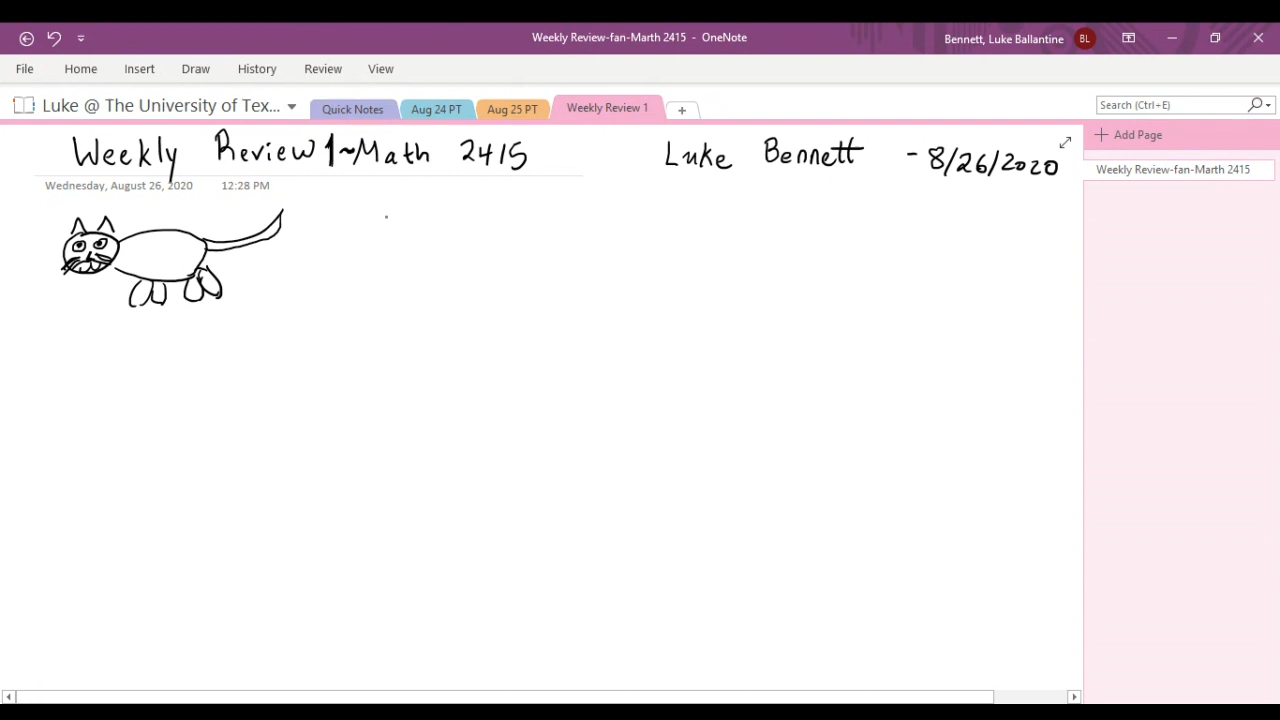 Weekly Review-fan-Marth 2415 - OneNote
Bennett, Luke Ballantine BL
File Home Insert Draw History Review View
Luke @ The University of Tex... Quick Notes Aug 24 PT Aug 25 PT Weekly Review 1 +
Search (Ctrl+E)
Add Page
Weekly Review-fan-Marth 2415
Weekly Review 1~Math 2415 Luke Bennett - 8/26/2020
Wednesday, August 26, 2020 12:28 PM